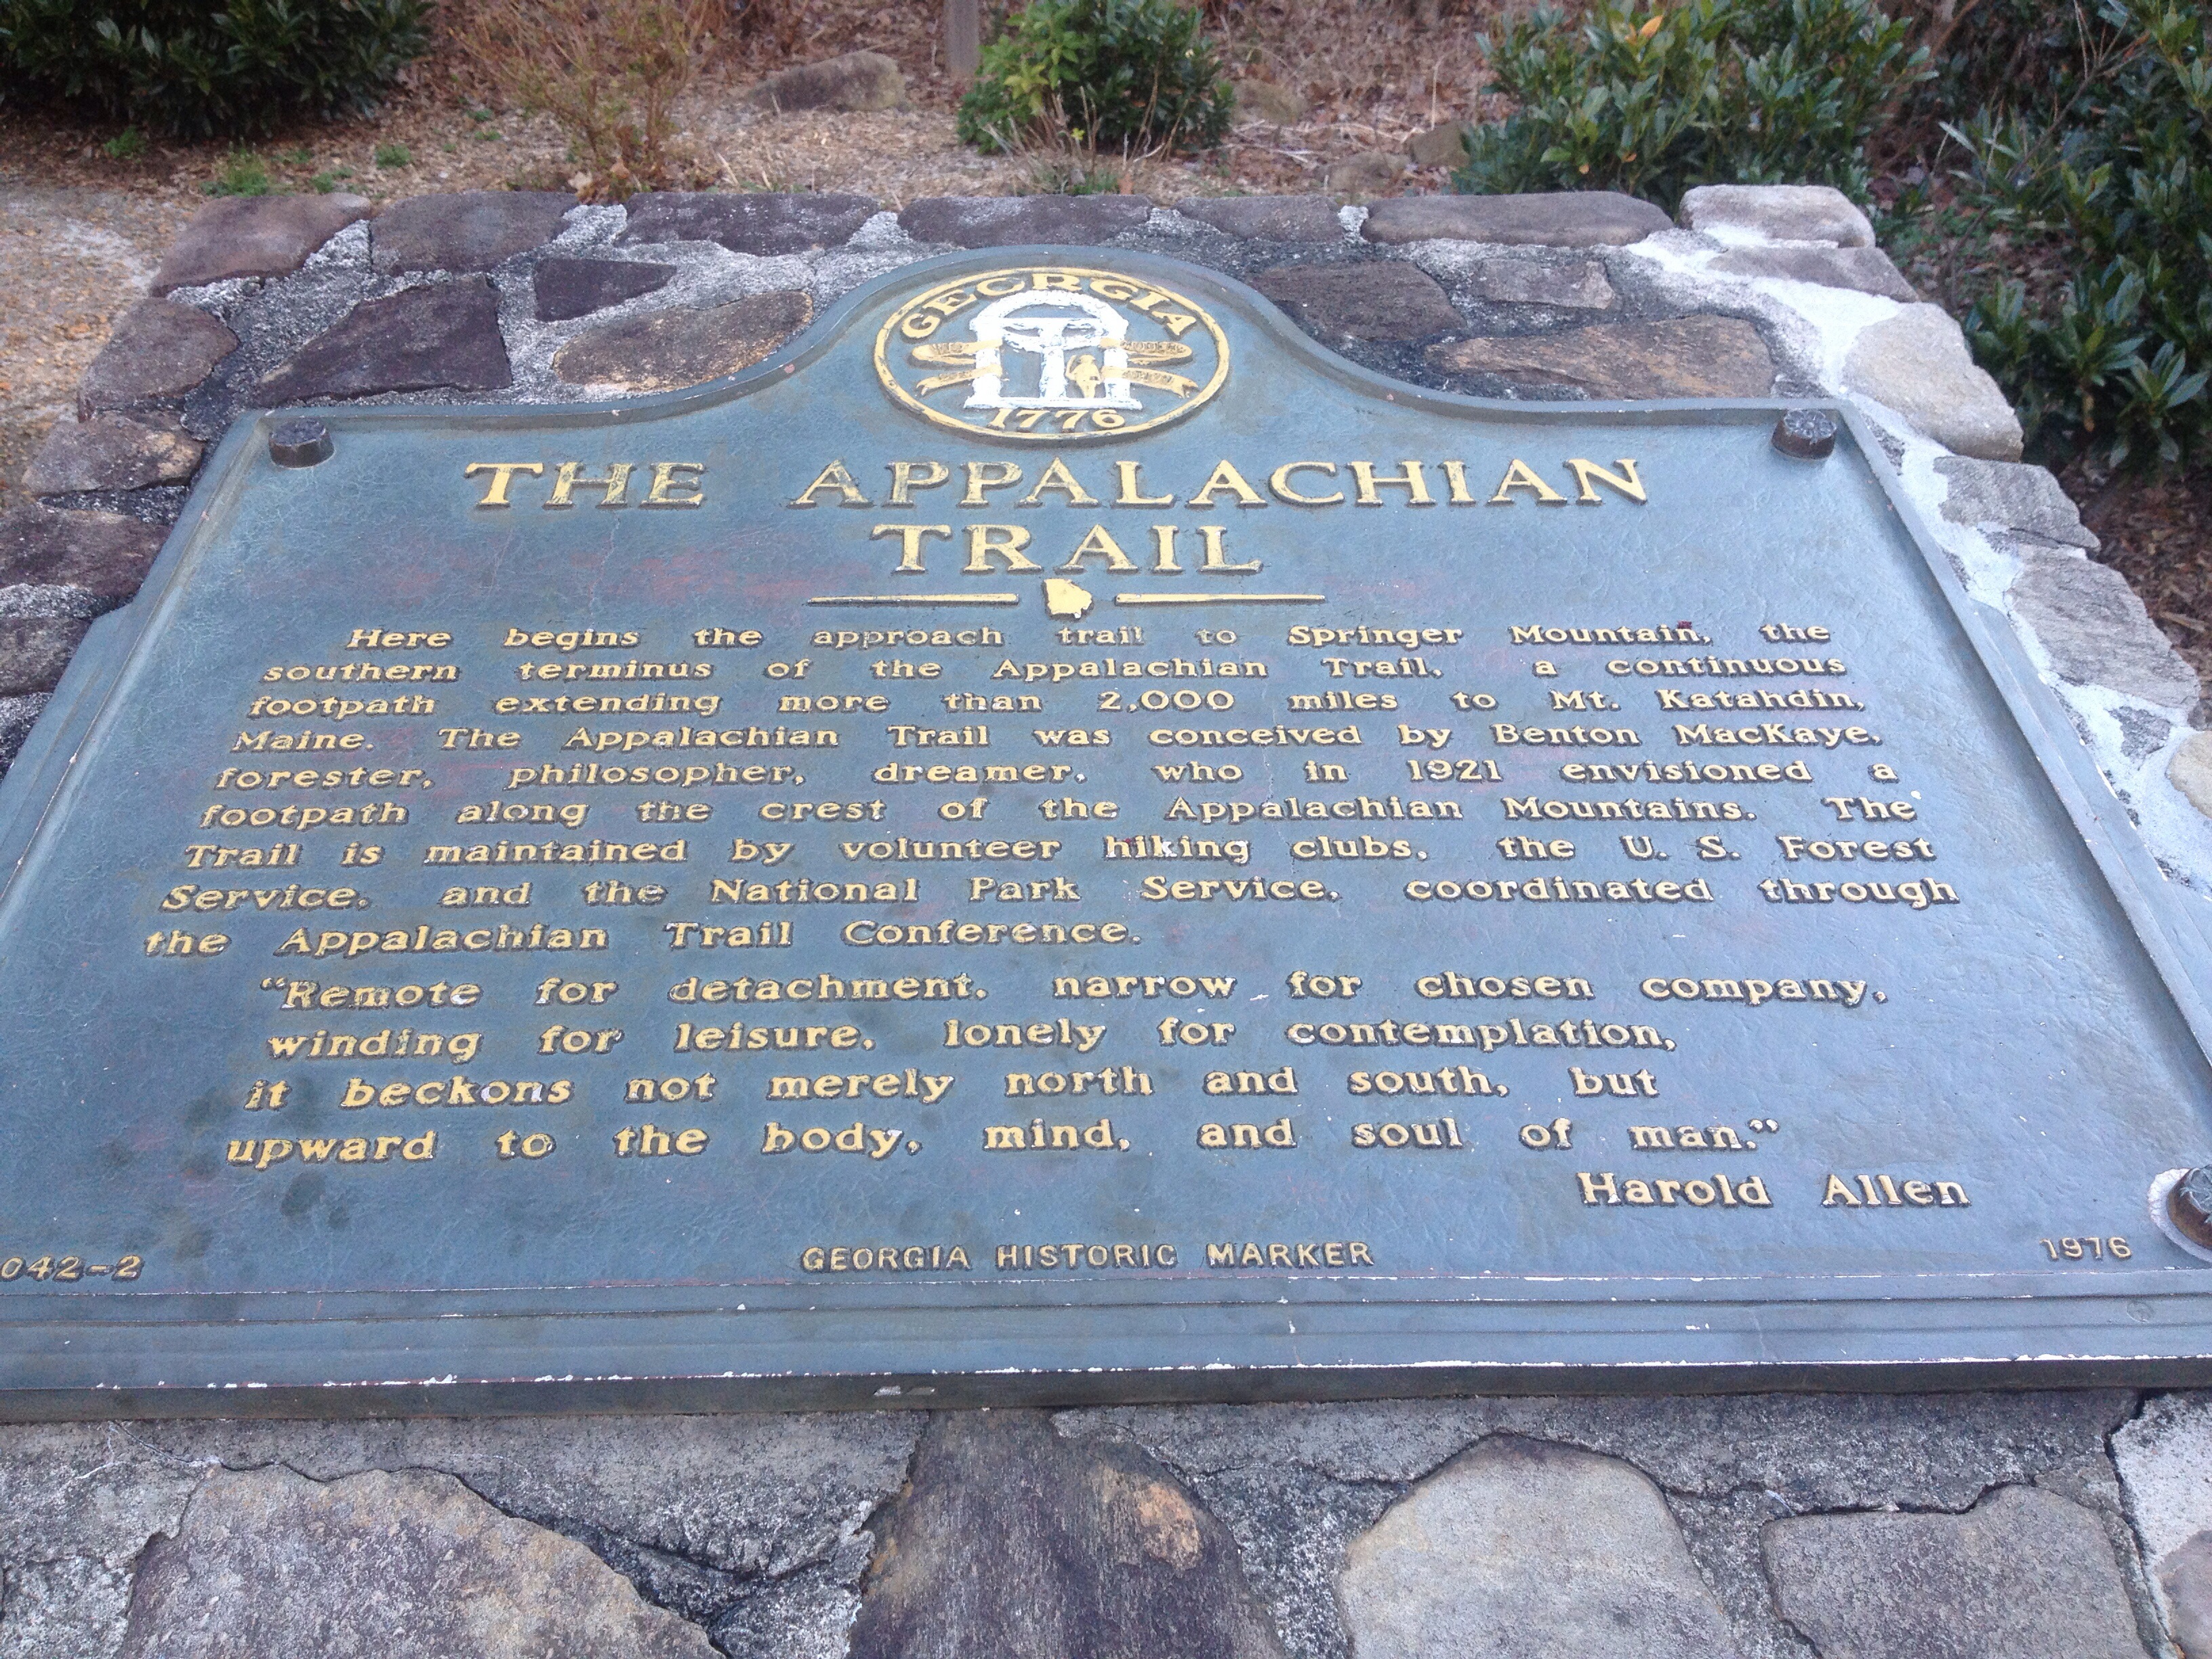 GEORGIA
1776
THE APPALACHIAN
TRAIL
Here begins the approach trail to Springer Mountain, the
southern terminus of the Appalachian Trail, a continuous
footpath extending more than 2,000 miles to Mt. Katahdin,
Maine. The Appalachian Trail was conceived by Benton MacKaye,
forester, philosopher, dreamer, who in 1921 envisioned a
footpath along the crest of the Appalachian Mountains. The
Trail is maintained by volunteer hiking clubs, the U. S. Forest
Service, and the National Park Service, coordinated through
the Appalachian Trail Conference.
“Remote for detachment, narrow for chosen company,
winding for leisure, lonely for contemplation,
it beckons not merely north and south, but
upward to the body, mind, and soul of man.”
Harold Allen
042-2 GEORGIA HISTORIC MARKER 1976